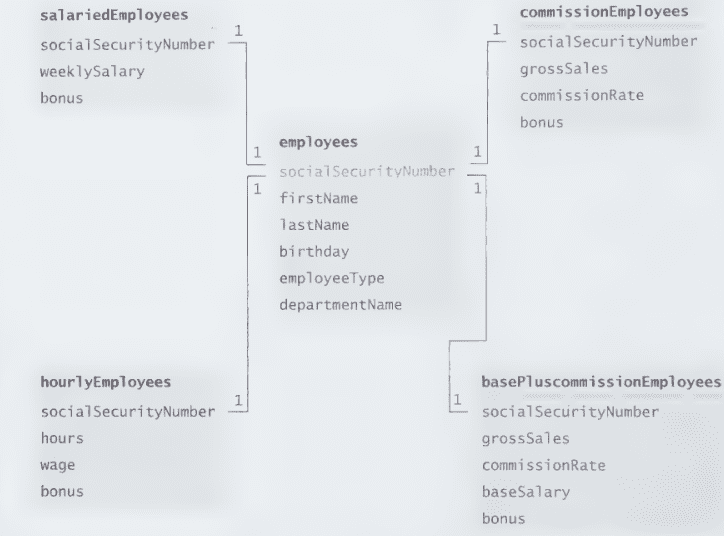 salariedEmployees
socialSecurityNumber
weeklySalary
bonus
1
commissionEmployees
socialSecurityNumber
grossSales
commissionRate
bonus
1
employees
socialSecurityNumber
firstName
lastName
birthday
employeeType
departmentName
1
1
1
1
hourlyEmployees
socialSecurityNumber
hours
wage
bonus
1
basePluscommissionEmployees
socialSecurityNumber
grossSales
commissionRate
baseSalary
bonus
1